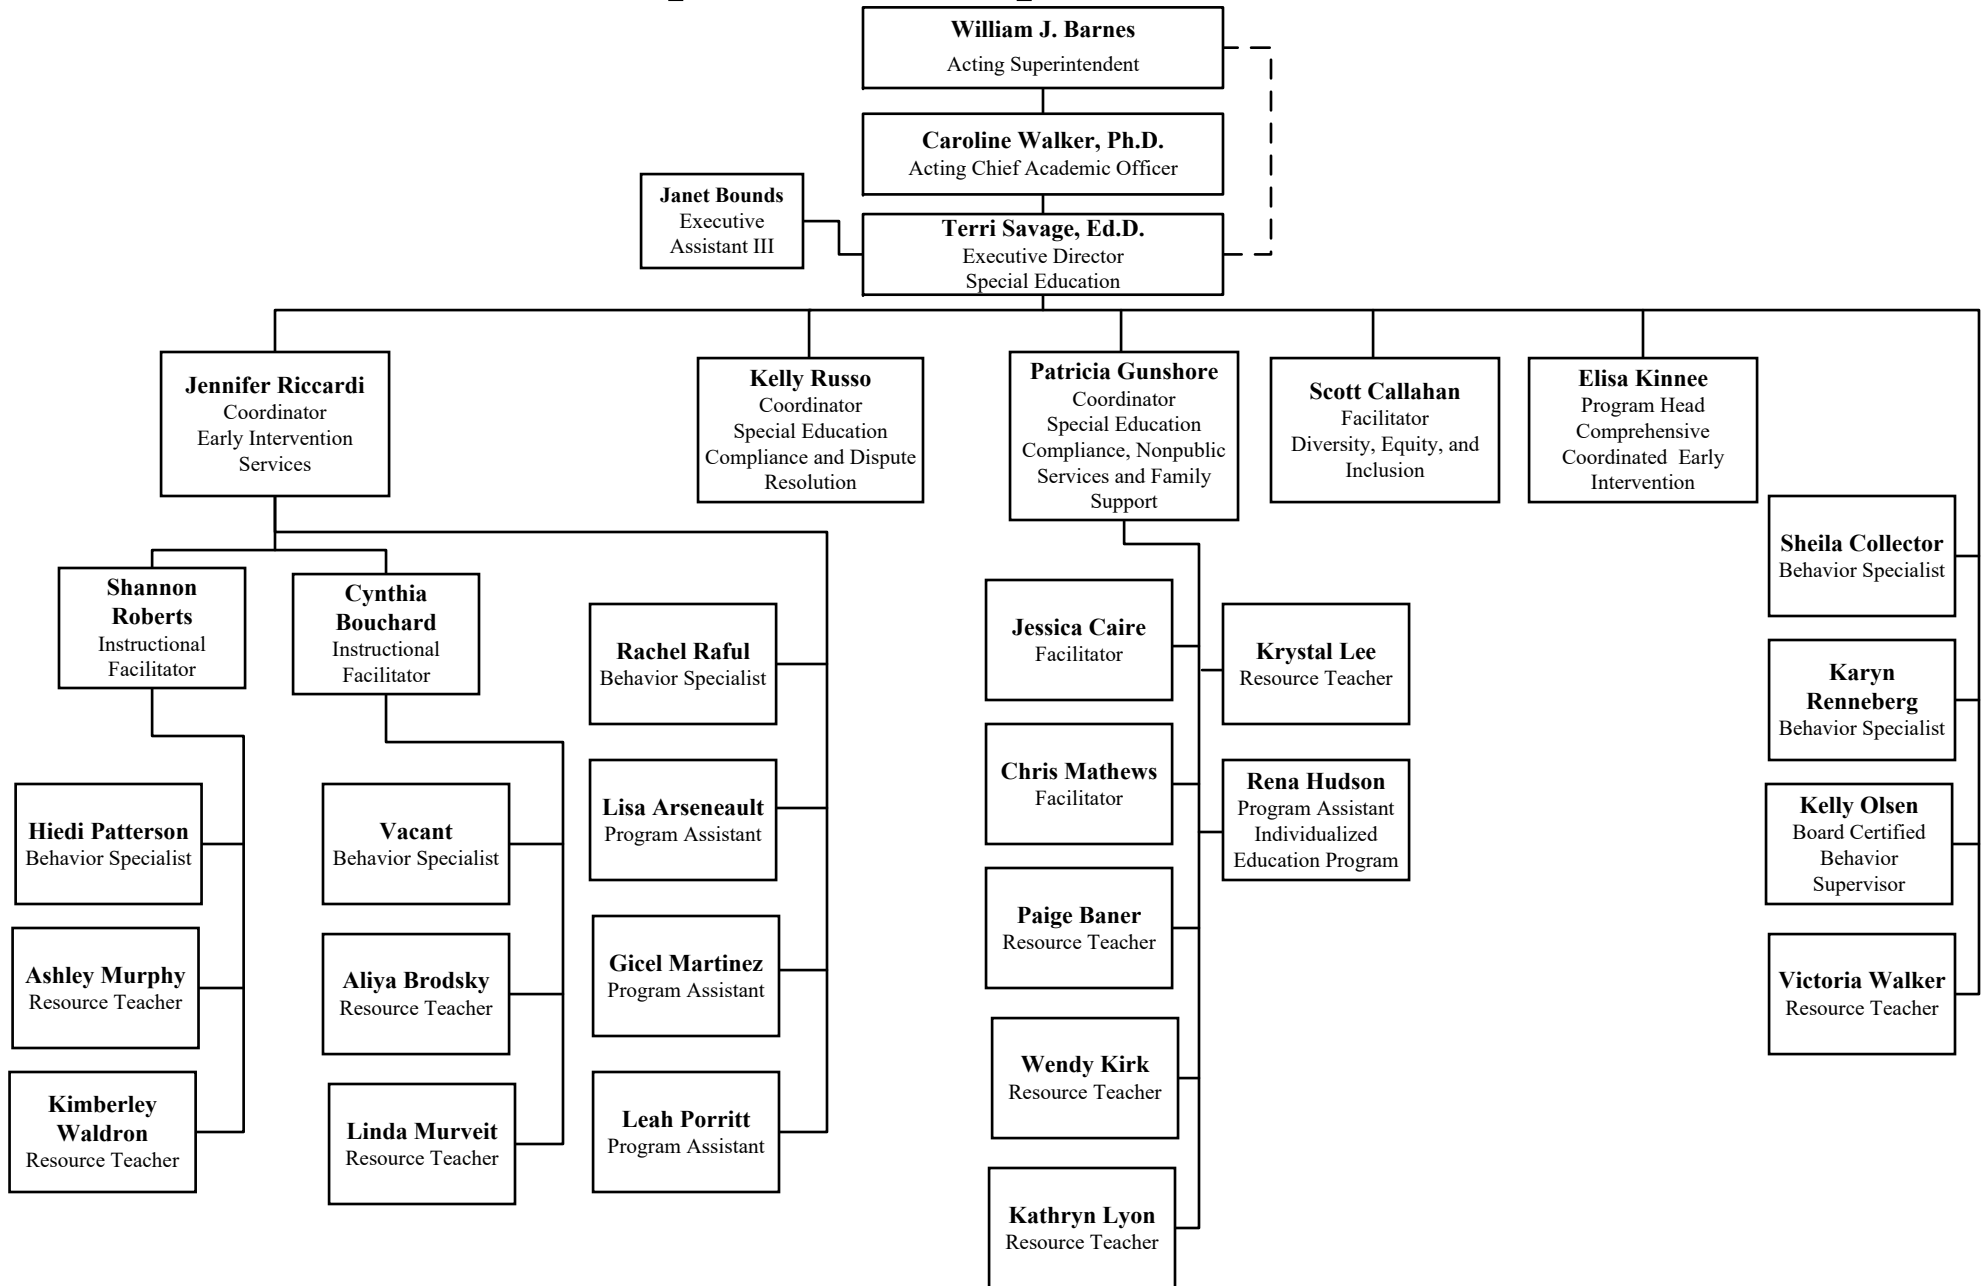 William J. Barnes
Acting Superintendent
Caroline Walker, Ph.D.
Acting Chief Academic Officer
Janet Bounds
Executive
Assistant III
Terri Savage, Ed.D.
Executive Director
Special Education
Jennifer Riccardi
Coordinator
Early Intervention
Services
Kelly Russo
Coordinator
Special Education
Compliance and Dispute
Resolution
Patricia Gunshore
Coordinator
Special Education
Compliance, Nonpublic
Services and Family
Support
Scott Callahan
Facilitator
Diversity, Equity, and
Inclusion
Elisa Kinnee
Program Head
Comprehensive
Coordinated Early
Intervention
Shannon
Roberts
Instructional
Facilitator
Hiedi Patterson
Behavior Specialist
Ashley Murphy
Resource Teacher
Kimberley
Waldron
Resource Teacher
Cynthia
Bouchard
Instructional
Facilitator
Vacant
Behavior Specialist
Aliya Brodsky
Resource Teacher
Linda Murveit
Resource Teacher
Rachel Raful
Behavior Specialist
Lisa Arseneault
Program Assistant
Gicel Martinez
Program Assistant
Leah Porritt
Program Assistant
Jessica Caire
Facilitator
Chris Mathews
Facilitator
Paige Baner
Resource Teacher
Wendy Kirk
Resource Teacher
Kathryn Lyon
Resource Teacher
Krystal Lee
Resource Teacher
Rena Hudson
Program Assistant
Individualized
Education Program
Sheila Collector
Behavior Specialist
Karyn
Renneberg
Behavior Specialist
Kelly Olsen
Board Certified
Behavior
Supervisor
Victoria Walker
Resource Teacher